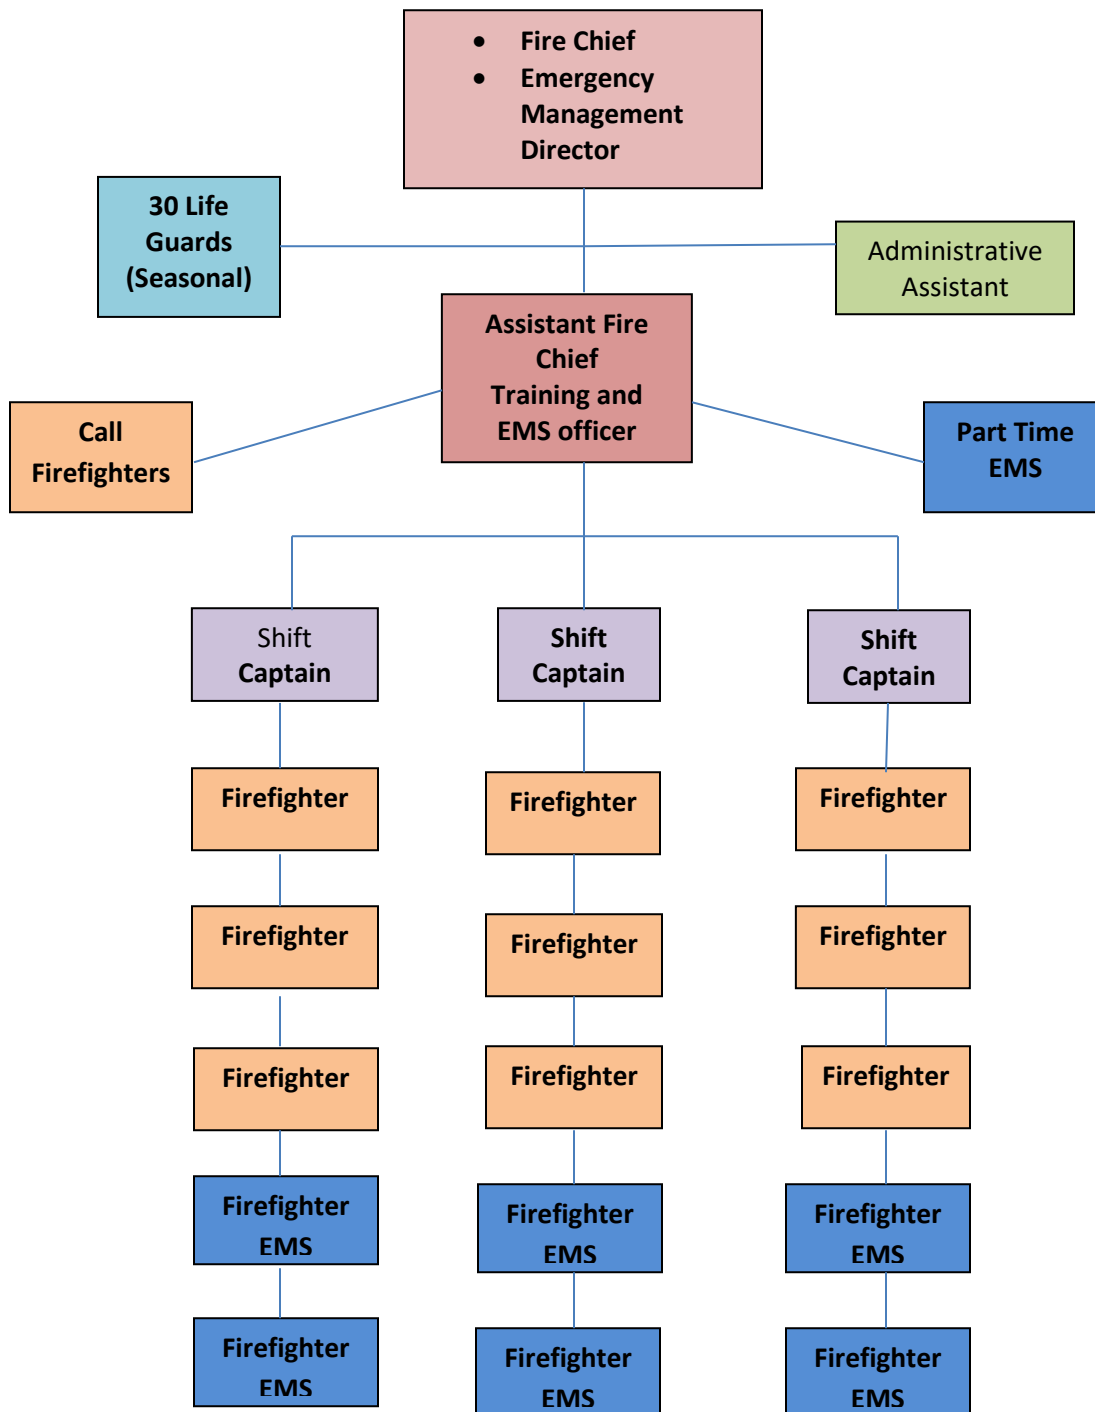 • Fire Chief
• Emergency
Management
Director
30 Life
Guards
(Seasonal)
Administrative
Assistant
Assistant Fire
Chief
Training and
EMS officer
Call
Firefighters
Part Time
EMS
Shift
Captain
Shift
Captain
Shift
Captain
Firefighter
Firefighter
Firefighter
Firefighter
Firefighter
Firefighter
Firefighter
Firefighter
Firefighter
Firefighter
EMS
Firefighter
EMS
Firefighter
EMS
Firefighter
EMS
Firefighter
EMS
Firefighter
EMS